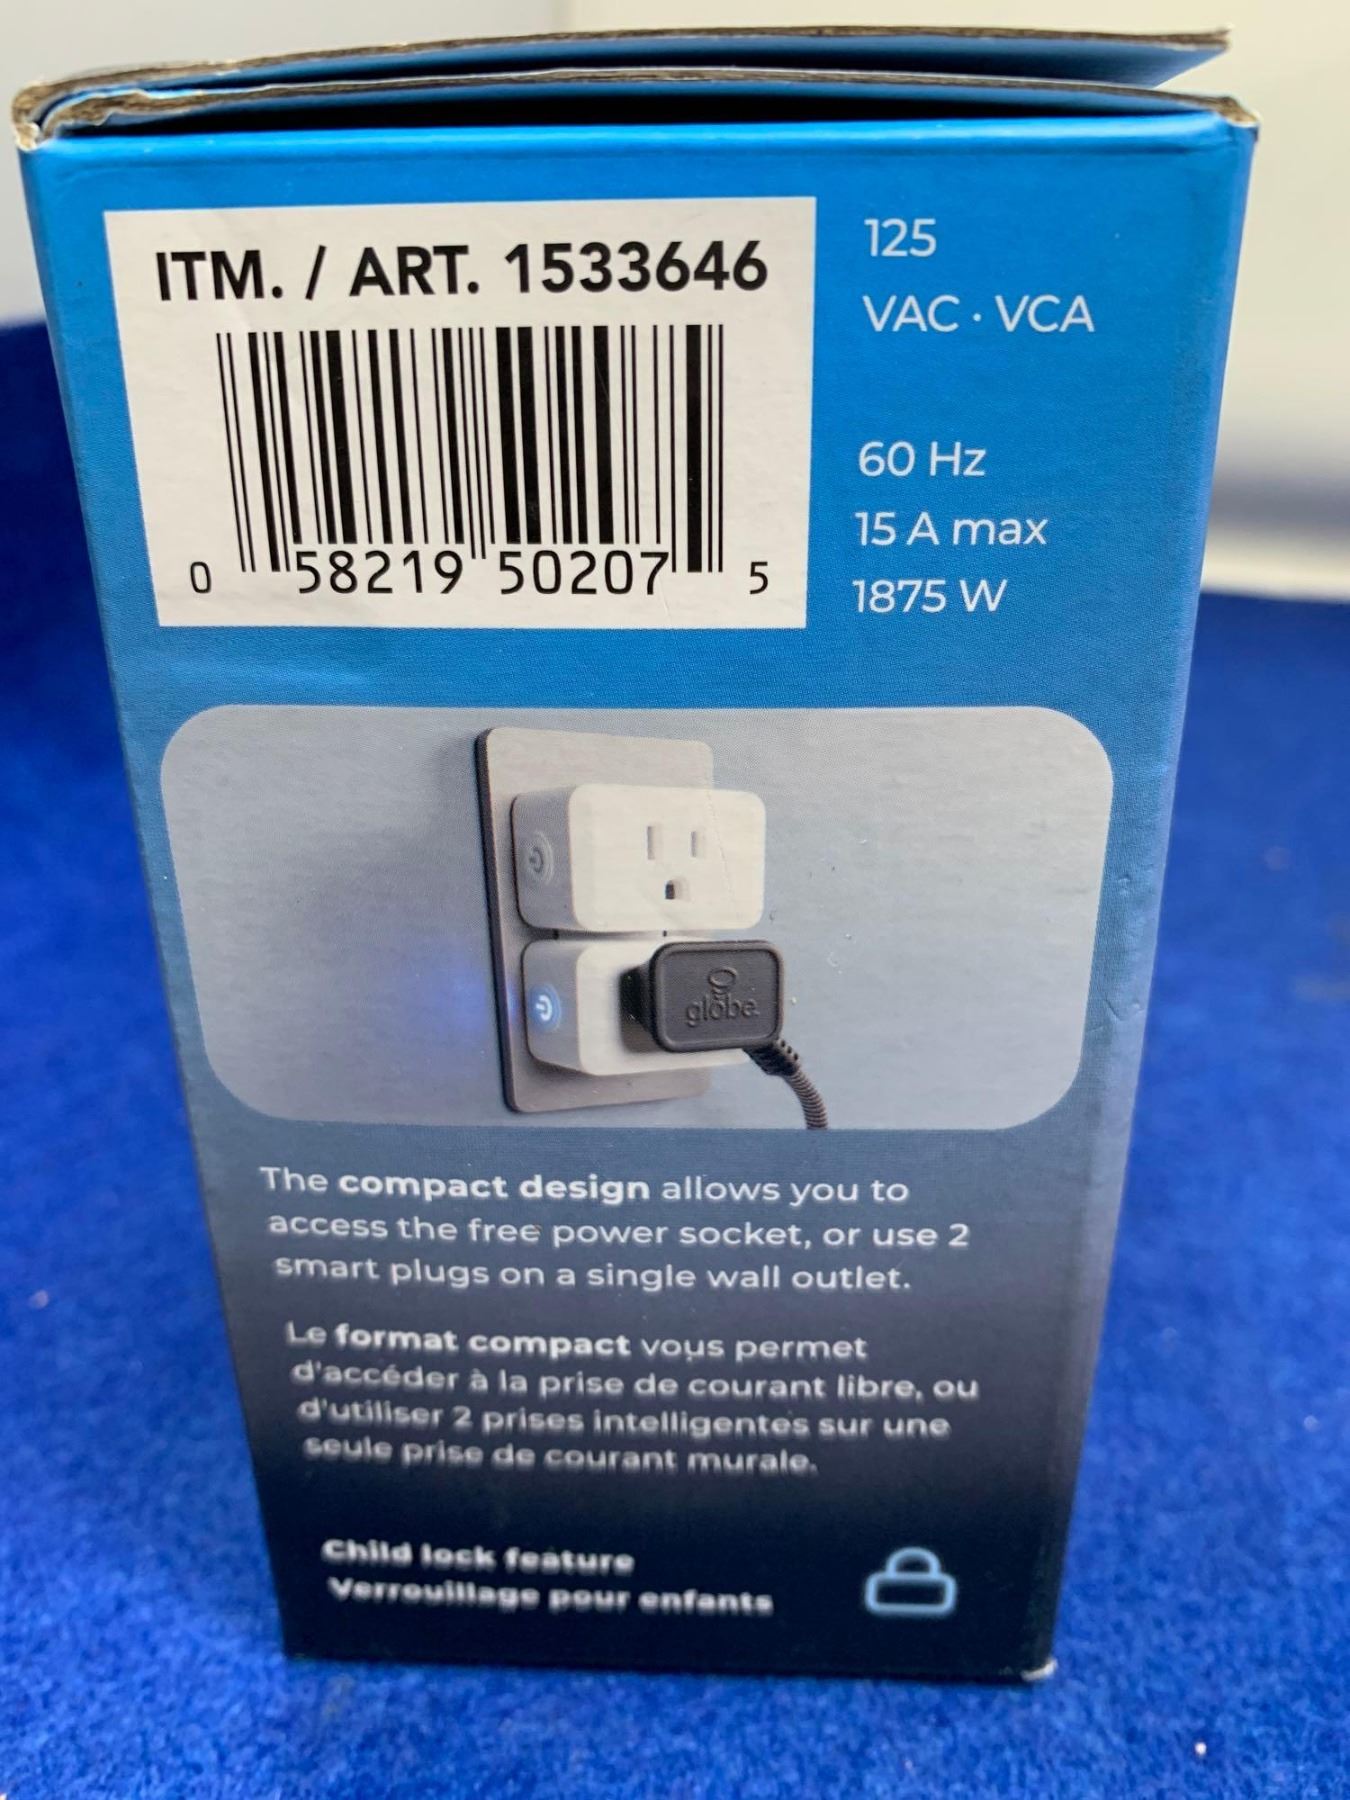 ITM. / ART. 1533646
0 58219 50207 5
125
VAC · VCA
60 Hz
15 A max
1875 W
globe.
The compact design allows you to
access the free power socket, or use 2
smart plugs on a single wall outlet.
Le format compact vous permet
d'accéder à la prise de courant libre, ou
d'utiliser 2 prises intelligentes sur une
seule prise de courant murale.
Child lock feature
Verrouillage pour enfants